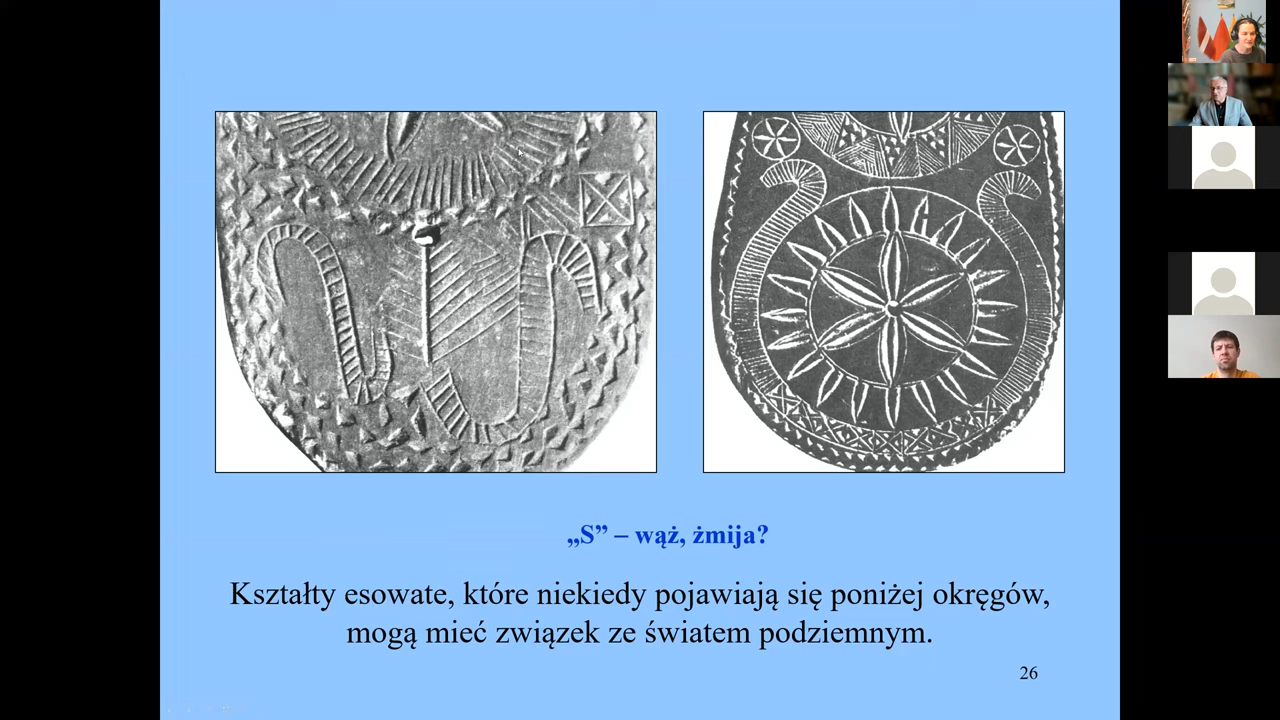 „S” – wąż, żmija?
Kształty esowate, które niekiedy pojawiają się poniżej okręgów,
mogą mieć związek ze światem podziemnym.
26